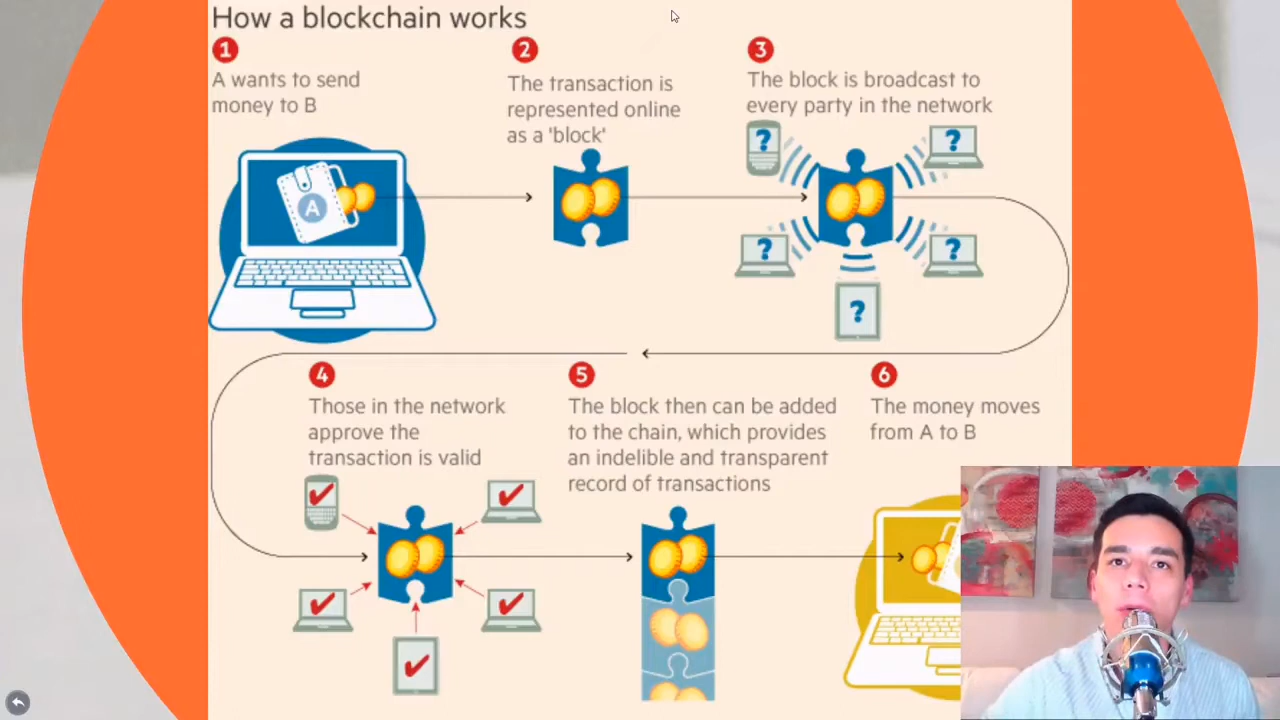 How a blockchain works
1
A wants to send
money to B
2
The transaction is
represented online
as a 'block'
3
The block is broadcast to
every party in the network
A
?
?
?
?
?
4
Those in the network
approve the
transaction is valid
5
The block then can be added
to the chain, which provides
an indelible and transparent
record of transactions
6
The money moves
from A to B